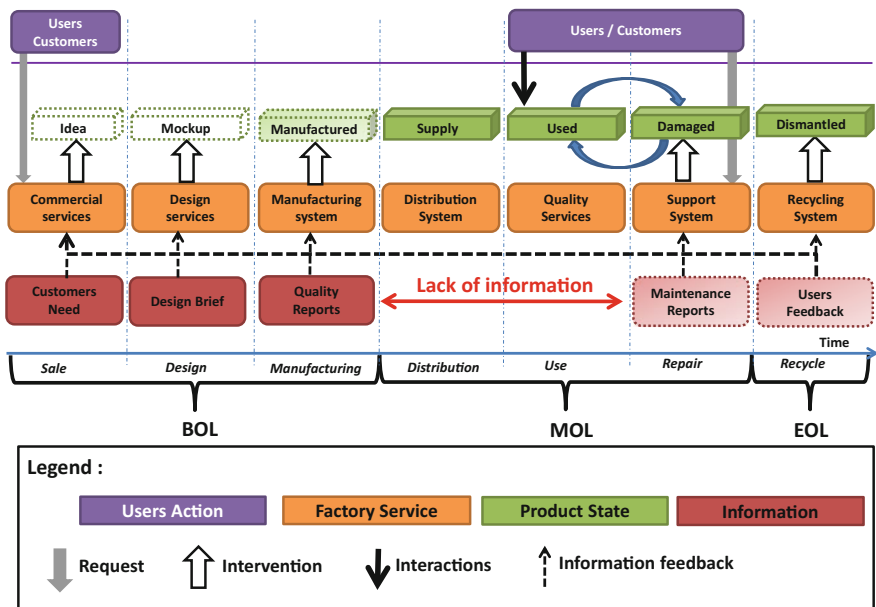 Users
Customers
Users / Customers
Idea
Mockup
Manufactured
Supply
Used
Damaged
Dismantled
Commercial
services
Design
services
Manufacturing
system
Distribution
System
Quality
Services
Support
System
Recycling
System
Lack of information
Customers
Need
Design Brief
Quality
Reports
Maintenance
Reports
Users
Feedback
Time
Sale
Design
Manufacturing
Distribution
Use
Repair
Recycle
BOL
MOL
EOL
Legend :
Users Action
Factory Service
Product State
Information
Request
Intervention
Interactions
Information feedback